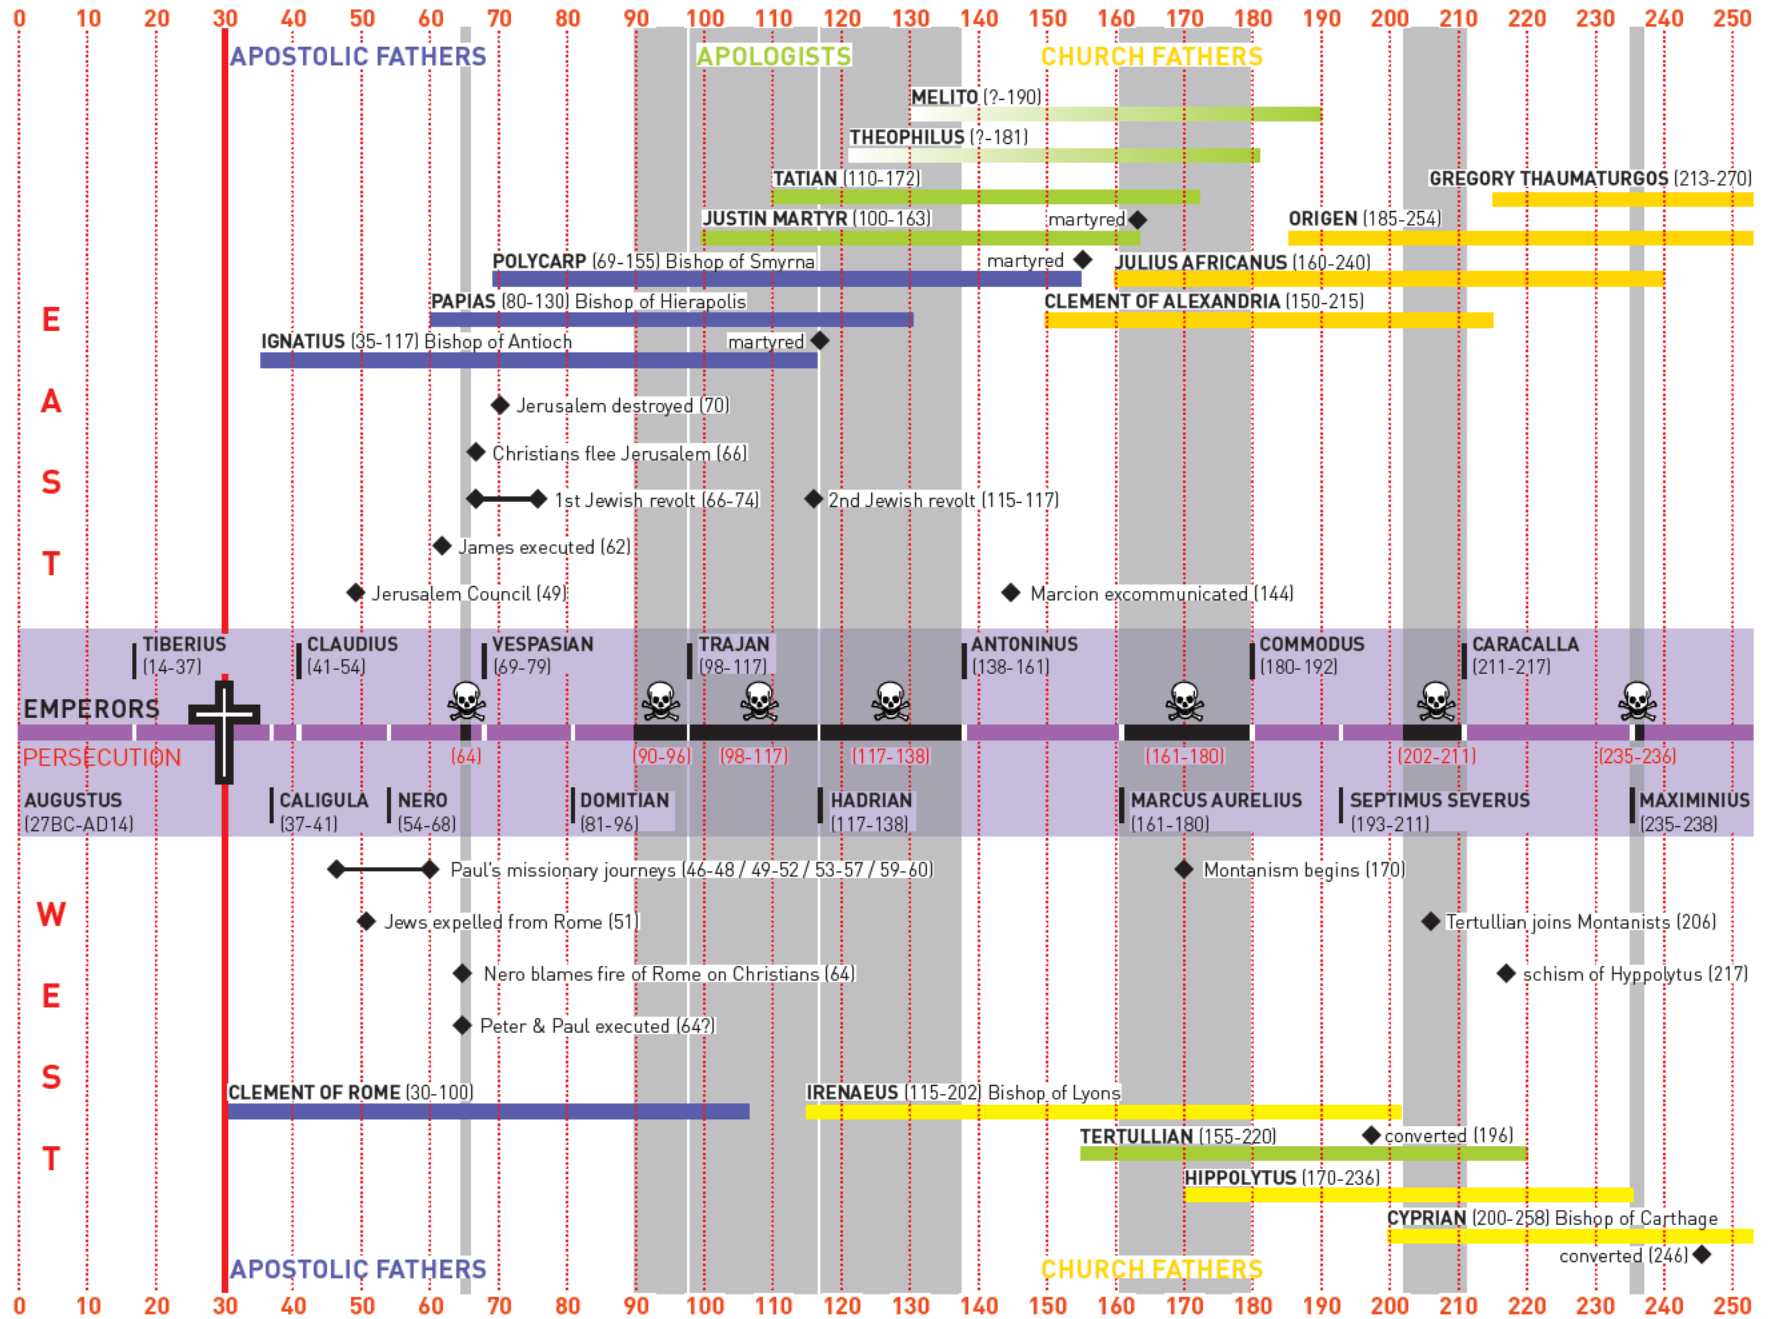 0 10 20 30 40 50 60 70 80 90 100 110 120 130 140 150 160 170 180 190 200 210 220 230 240 250
APOSTOLIC FATHERS APOLOGISTS CHURCH FATHERS
MELITO (?-190)
THEOPHILUS (?-181)
TATIAN (110-172)
GREGORY THAUMATURGOS (213-270)
JUSTIN MARTYR (100-163) martyred
ORIGEN (185-254)
POLYCARP (69-155) Bishop of Smyrna martyred
JULIUS AFRICANUS (160-240)
PAPIAS (80-130) Bishop of Hierapolis
CLEMENT OF ALEXANDRIA (150-215)
IGNATIUS (35-117) Bishop of Antioch martyred
E
A
S
T
Jerusalem destroyed (70)
Christians flee Jerusalem (66)
1st Jewish revolt (66-74)
2nd Jewish revolt (115-117)
James executed (62)
Jerusalem Council (49)
Marcion excommunicated (144)
TIBERIUS
(14-37)
CLAUDIUS
(41-54)
VESPASIAN
(69-79)
TRAJAN
(98-117)
ANTONINUS
(138-161)
COMMODUS
(180-192)
CARACALLA
(211-217)
EMPERORS
PERSECUTION
(64)
(90-96)
(98-117)
(117-138)
(161-180)
(202-211)
(235-236)
AUGUSTUS
(27BC-AD14)
CALIGULA
(37-41)
NERO
(54-68)
DOMITIAN
(81-96)
HADRIAN
(117-138)
MARCUS AURELIUS
(161-180)
SEPTIMUS SEVERUS
(193-211)
MAXIMINIUS
(235-238)
W
E
S
T
Paul's missionary journeys (46-48 / 49-52 / 53-57 / 59-60)
Montanism begins (170)
Jews expelled from Rome (51)
Tertullian joins Montanists (206)
Nero blames fire of Rome on Christians (64)
schism of Hyppolytus (217)
Peter & Paul executed (64?)
CLEMENT OF ROME (30-100)
IRENAEUS (115-202) Bishop of Lyons
TERTULLIAN (155-220)
converted (196)
HIPPOLYTUS (170-236)
CYPRIAN (200-258) Bishop of Carthage
converted (246)
APOSTOLIC FATHERS CHURCH FATHERS
0 10 20 30 40 50 60 70 80 90 100 110 120 130 140 150 160 170 180 190 200 210 220 230 240 250